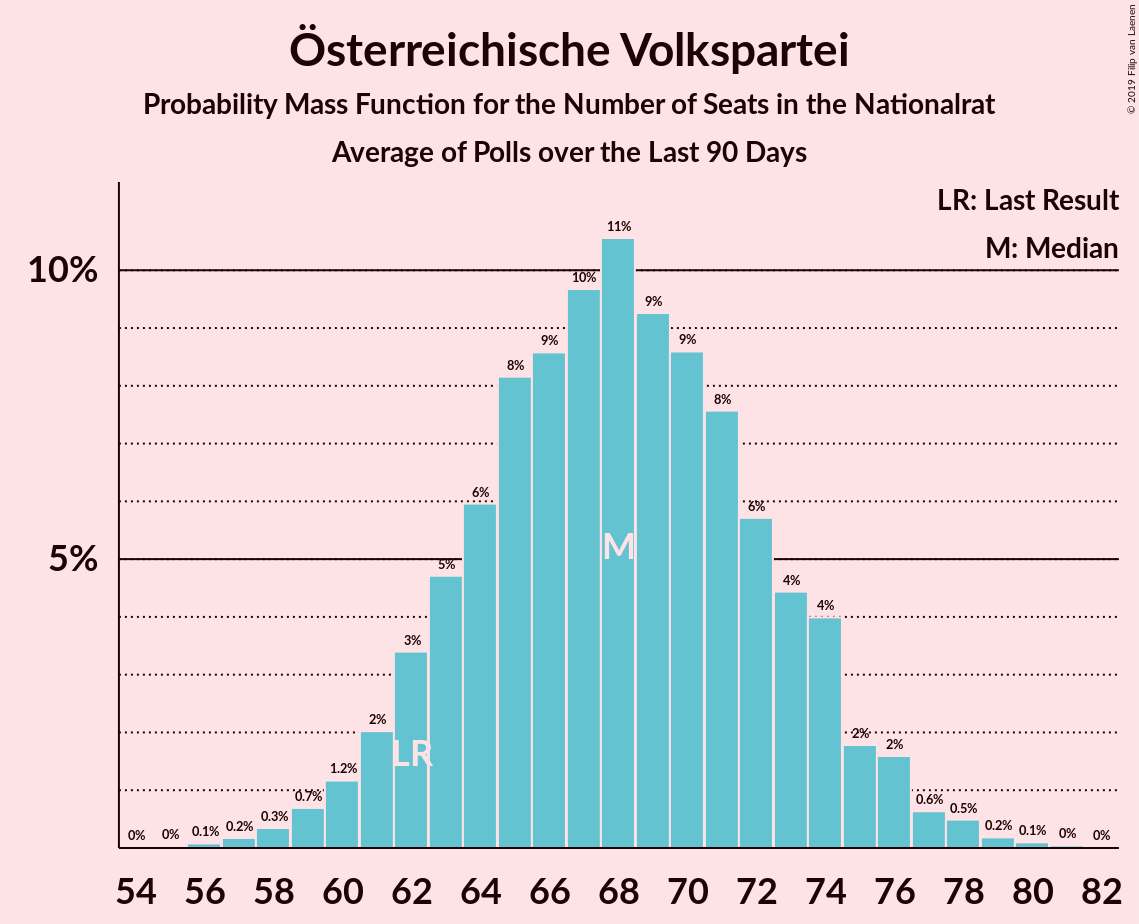 Österreichische Volkspartei
Probability Mass Function for the Number of Seats in the Nationalrat
Average of Polls over the Last 90 Days
© 2019 Filip van Laenen
LR: Last Result
M: Median
10%
5%
0% 0% 0.1% 0.2% 0.3% 0.7% 1.2% 2% 3% 5% 6% 8% 9% 10% 11% 9% 9% 8% 6% 4% 4% 2% 2% 0.6% 0.5% 0.2% 0.1% 0% 0%
M
LR
54 56 58 60 62 64 66 68 70 72 74 76 78 80 82